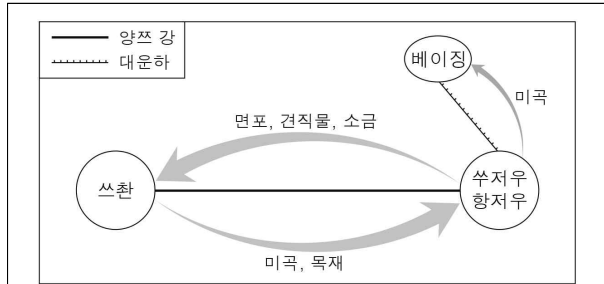 양쯔 강
대운하
베이징
미곡
면포, 견직물, 소금
쓰촨
쑤저우
항저우
미곡, 목재